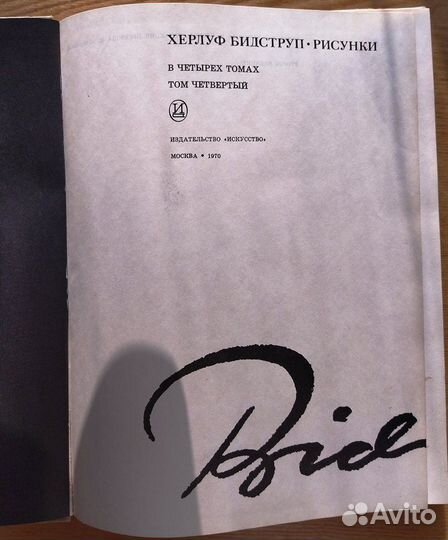 ХЕРЛУФ БИДСТРУП • РИСУНКИ
В ЧЕТЫРЕХ ТОМАХ
ТОМ ЧЕТВЕРТЫЙ
ИЗДАТЕЛЬСТВО «ИСКУССТВО»
МОСКВА • 1970
Bid
Avito